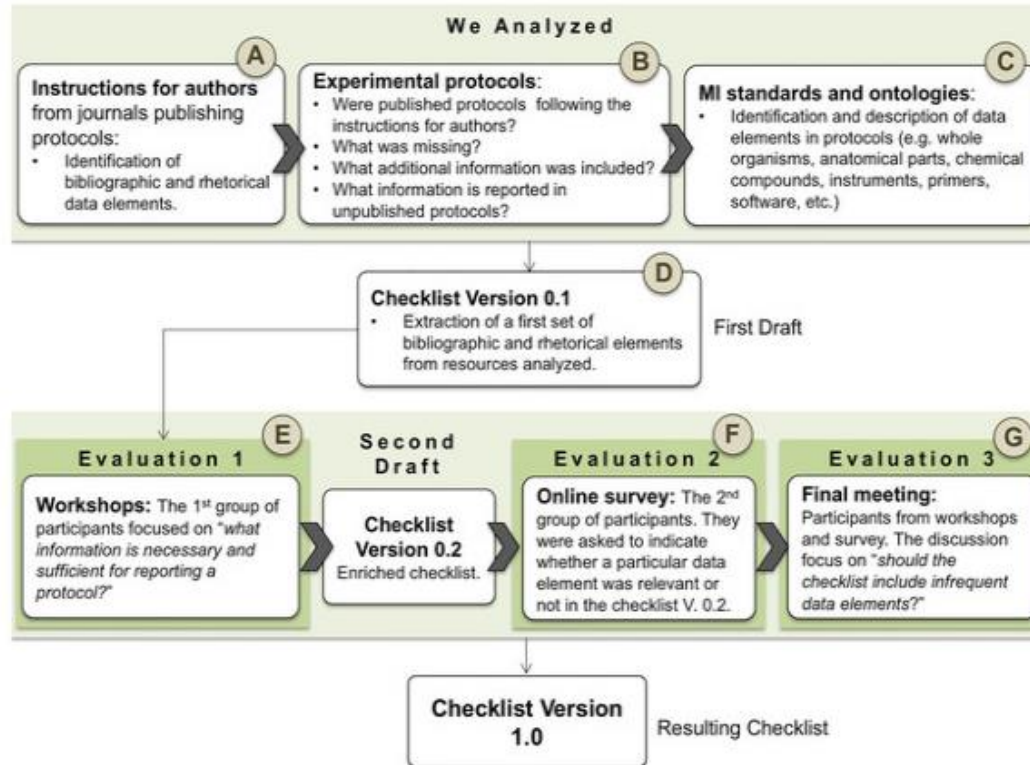 We Analyzed
A
Instructions for authors
from journals publishing
protocols:
• Identification of
bibliographic and rhetorical
data elements.
B
Experimental protocols:
• Were published protocols following the
instructions for authors?
• What was missing?
• What additional information was included?
• What information is reported in
unpublished protocols?
C
MI standards and ontologies:
• Identification and description of data
elements in protocols (e.g. whole
organisms, anatomical parts, chemical
compounds, instruments, primers,
software, etc.)
D
Checklist Version 0.1
• Extraction of a first set of
bibliographic and rhetorical elements
from resources analyzed.
First Draft
E
Evaluation 1
Workshops: The 1st group of
participants focused on "what
information is necessary and
sufficient for reporting a
protocol?"
Second
Draft
Checklist
Version 0.2
Enriched checklist.
F
Evaluation 2
Online survey: The 2nd
group of participants. They
were asked to indicate
whether a particular data
element was relevant or
not in the checklist V. 0.2.
G
Evaluation 3
Final meeting:
Participants from workshops
and survey. The discussion
focus on "should the
checklist include infrequent
data elements?"
Checklist Version
1.0
Resulting Checklist